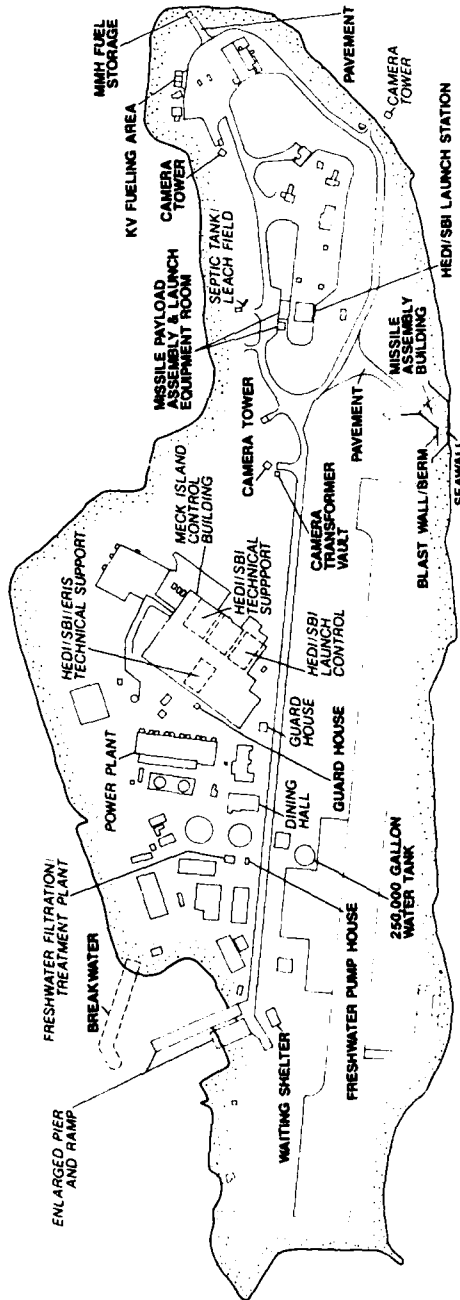 ENLARGED PIER
AND RAMP
BREAKWATER
FRESHWATER FILTRATION/
TREATMENT PLANT
POWER PLANT
HEDI/SBI/ERIS
TECHNICAL SUPPORT
MECK ISLAND
CONTROL
BUILDING
HEDI/SBI
TECHNICAL
SUPPPORT
HEDI/SBI
LAUNCH
CONTROL
GUARD
HOUSE
GUARD HOUSE
DINING
HALL
250,000 GALLON
WATER TANK
FRESHWATER PUMP HOUSE
WAITING SHELTER
MISSILE PAYLOAD
ASSEMBLY & LAUNCH
EQUIPMENT ROOM
SEPTIC TANK/
LEACH FIELD
CAMERA
TOWER
KV FUELING AREA
MMH FUEL
STORAGE
PAVEMENT
CAMERA
TOWER
HEDI/SBI LAUNCH STATION
MISSILE
ASSEMBLY
BUILDING
PAVEMENT
CAMERA TOWER
CAMERA
TRANSFORMER
VAULT
BLAST WALL/BERM
SEAWALL